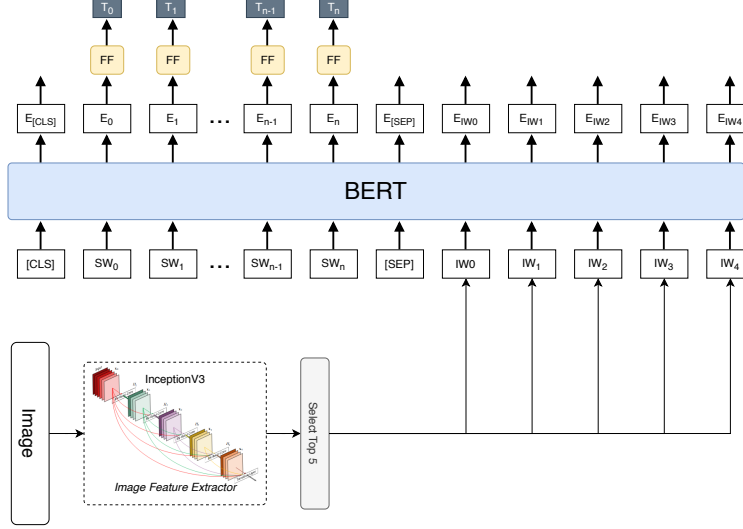 T0 T1 Tn-1 Tn
FF FF FF FF
E[CLS] E0 E1 ... En-1 En E[SEP] EIW0 EIW1 EIW2 EIW3 EIW4
BERT
[CLS] SW0 SW1 ... SWn-1 SWn [SEP] IW0 IW1 IW2 IW3 IW4
Image
InceptionV3
Image Feature Extractor
Select Top 5